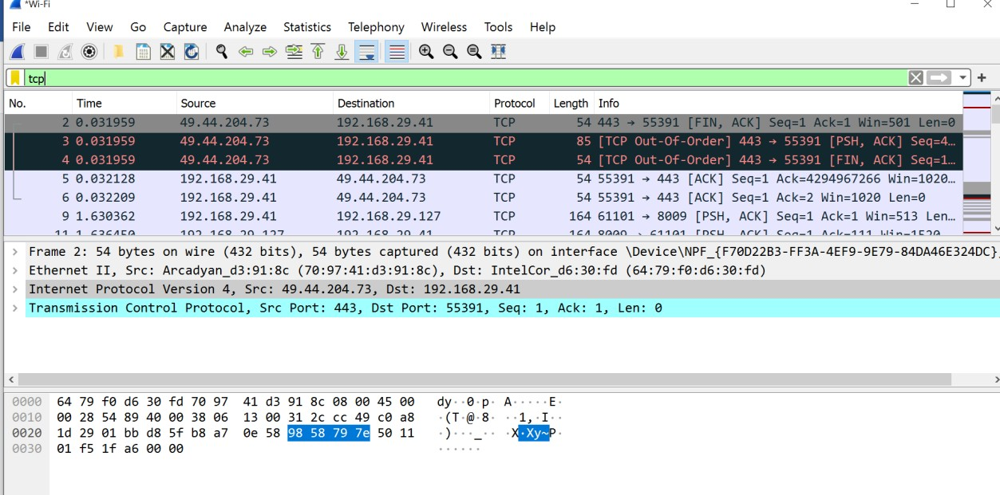 *Wi-Fi
File Edit View Go Capture Analyze Statistics Telephony Wireless Tools Help
tcp
No. Time Source Destination Protocol Length Info
2 0.031959 49.44.204.73 192.168.29.41 TCP 54 443 → 55391 [FIN, ACK] Seq=1 Ack=1 Win=501 Len=0
3 0.031959 49.44.204.73 192.168.29.41 TCP 85 [TCP Out-Of-Order] 443 → 55391 [PSH, ACK] Seq=4…
4 0.031959 49.44.204.73 192.168.29.41 TCP 54 [TCP Out-Of-Order] 443 → 55391 [FIN, ACK] Seq=1…
5 0.032128 192.168.29.41 49.44.204.73 TCP 54 55391 → 443 [ACK] Seq=1 Ack=4294967266 Win=1020…
6 0.032209 192.168.29.41 49.44.204.73 TCP 54 55391 → 443 [ACK] Seq=1 Ack=2 Win=1020 Len=0
9 1.630362 192.168.29.41 192.168.29.127 TCP 164 61101 → 8009 [PSH, ACK] Seq=1 Ack=1 Win=513 Len…
11 1.636450 192.168.29.127 192.168.29.41 TCP 164 8009 → 61101 [PSH, ACK] Seq=1 Ack=111 Win=1520
Frame 2: 54 bytes on wire (432 bits), 54 bytes captured (432 bits) on interface \Device\NPF_{F70D22B3-FF3A-4EF9-9E79-84DA46E324DC}
Ethernet II, Src: Arcadyan_d3:91:8c (70:97:41:d3:91:8c), Dst: IntelCor_d6:30:fd (64:79:f0:d6:30:fd)
Internet Protocol Version 4, Src: 49.44.204.73, Dst: 192.168.29.41
Transmission Control Protocol, Src Port: 443, Dst Port: 55391, Seq: 1, Ack: 1, Len: 0
0000 64 79 f0 d6 30 fd 70 97 41 d3 91 8c 08 00 45 00 dy··0·p· A·····E·
0010 00 28 54 89 40 00 38 06 13 00 31 2c cc 49 c0 a8 ·(T·@·8· ··1,·I··
0020 1d 29 01 bb d8 5f b8 a7 0e 58 98 58 79 7e 50 11 ·)···_·· ·X·Xy~P·
0030 01 f5 1f a6 00 00 ······